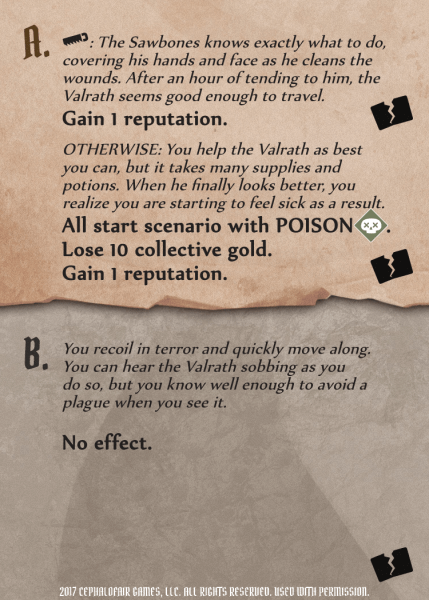 A. : The Sawbones knows exactly what to do,
covering his hands and face as he cleans the
wounds. After an hour of tending to him, the
Valrath seems good enough to travel.
Gain 1 reputation.
OTHERWISE: You help the Valrath as best
you can, but it takes many supplies and
potions. When he finally looks better, you
realize you are starting to feel sick as a result.
All start scenario with POISON.
Lose 10 collective gold.
Gain 1 reputation.
B. You recoil in terror and quickly move along.
You can hear the Valrath sobbing as you
do so, but you know well enough to avoid a
plague when you see it.
No effect.
2017 CEPHALOFAIR GAMES, LLC. ALL RIGHTS RESERVED. USED WITH PERMISSION.